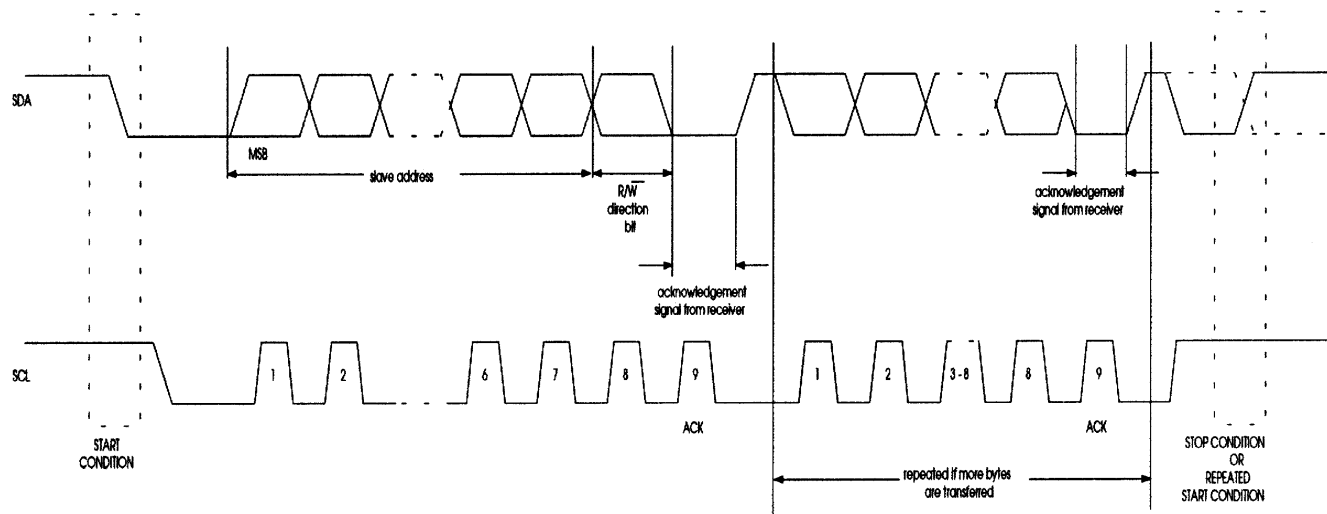 SDA
MSB
slave address
R/W
direction
bit
acknowledgement
signal from receiver
acknowledgement
signal from receiver
SCL
1
2
6
7
8
9
1
2
3-8
8
9
ACK
ACK
START
CONDITION
repeated if more bytes
are transferred
STOP CONDITION
OR
REPEATED
START CONDITION